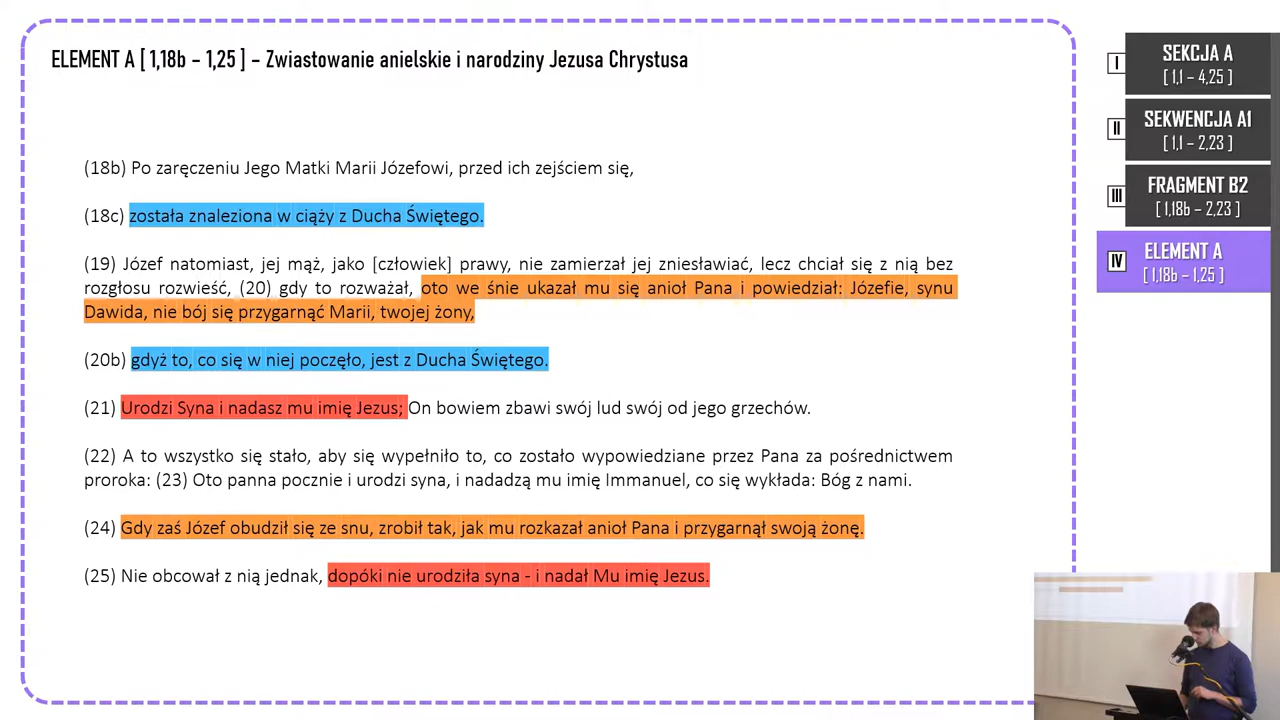 ELEMENT A [ 1,18b – 1,25 ] – Zwiastowanie anielskie i narodziny Jezusa Chrystusa
(18b) Po zaręczeniu Jego Matki Marii Józefowi, przed ich zejściem się,
(18c) została znaleziona w ciąży z Ducha Świętego.
(19) Józef natomiast, jej mąż, jako [człowiek] prawy, nie zamierzał jej zniesławiać, lecz chciał się z nią bez
rozgłosu rozwieść, (20) gdy to rozważał, oto we śnie ukazał mu się anioł Pana i powiedział: Józefie, synu
Dawida, nie bój się przygarnąć Marii, twojej żony,
(20b) gdyż to, co się w niej poczęło, jest z Ducha Świętego.
(21) Urodzi Syna i nadasz mu imię Jezus; On bowiem zbawi swój lud swój od jego grzechów.
(22) A to wszystko się stało, aby się wypełniło to, co zostało wypowiedziane przez Pana za pośrednictwem
proroka: (23) Oto panna pocznie i urodzi syna, i nadadzą mu imię Immanuel, co się wykłada: Bóg z nami.
(24) Gdy zaś Józef obudził się ze snu, zrobił tak, jak mu rozkazał anioł Pana i przygarnął swoją żonę.
(25) Nie obcował z nią jednak, dopóki nie urodziła syna - i nadał Mu imię Jezus.
I
SEKCJA A
[ 1,1 – 4,25 ]
II
SEKWENCJA A1
[ 1,1 – 2,23 ]
III
FRAGMENT B2
[ 1,18b – 2,23 ]
IV
ELEMENT A
[ 1,18b – 1,25 ]